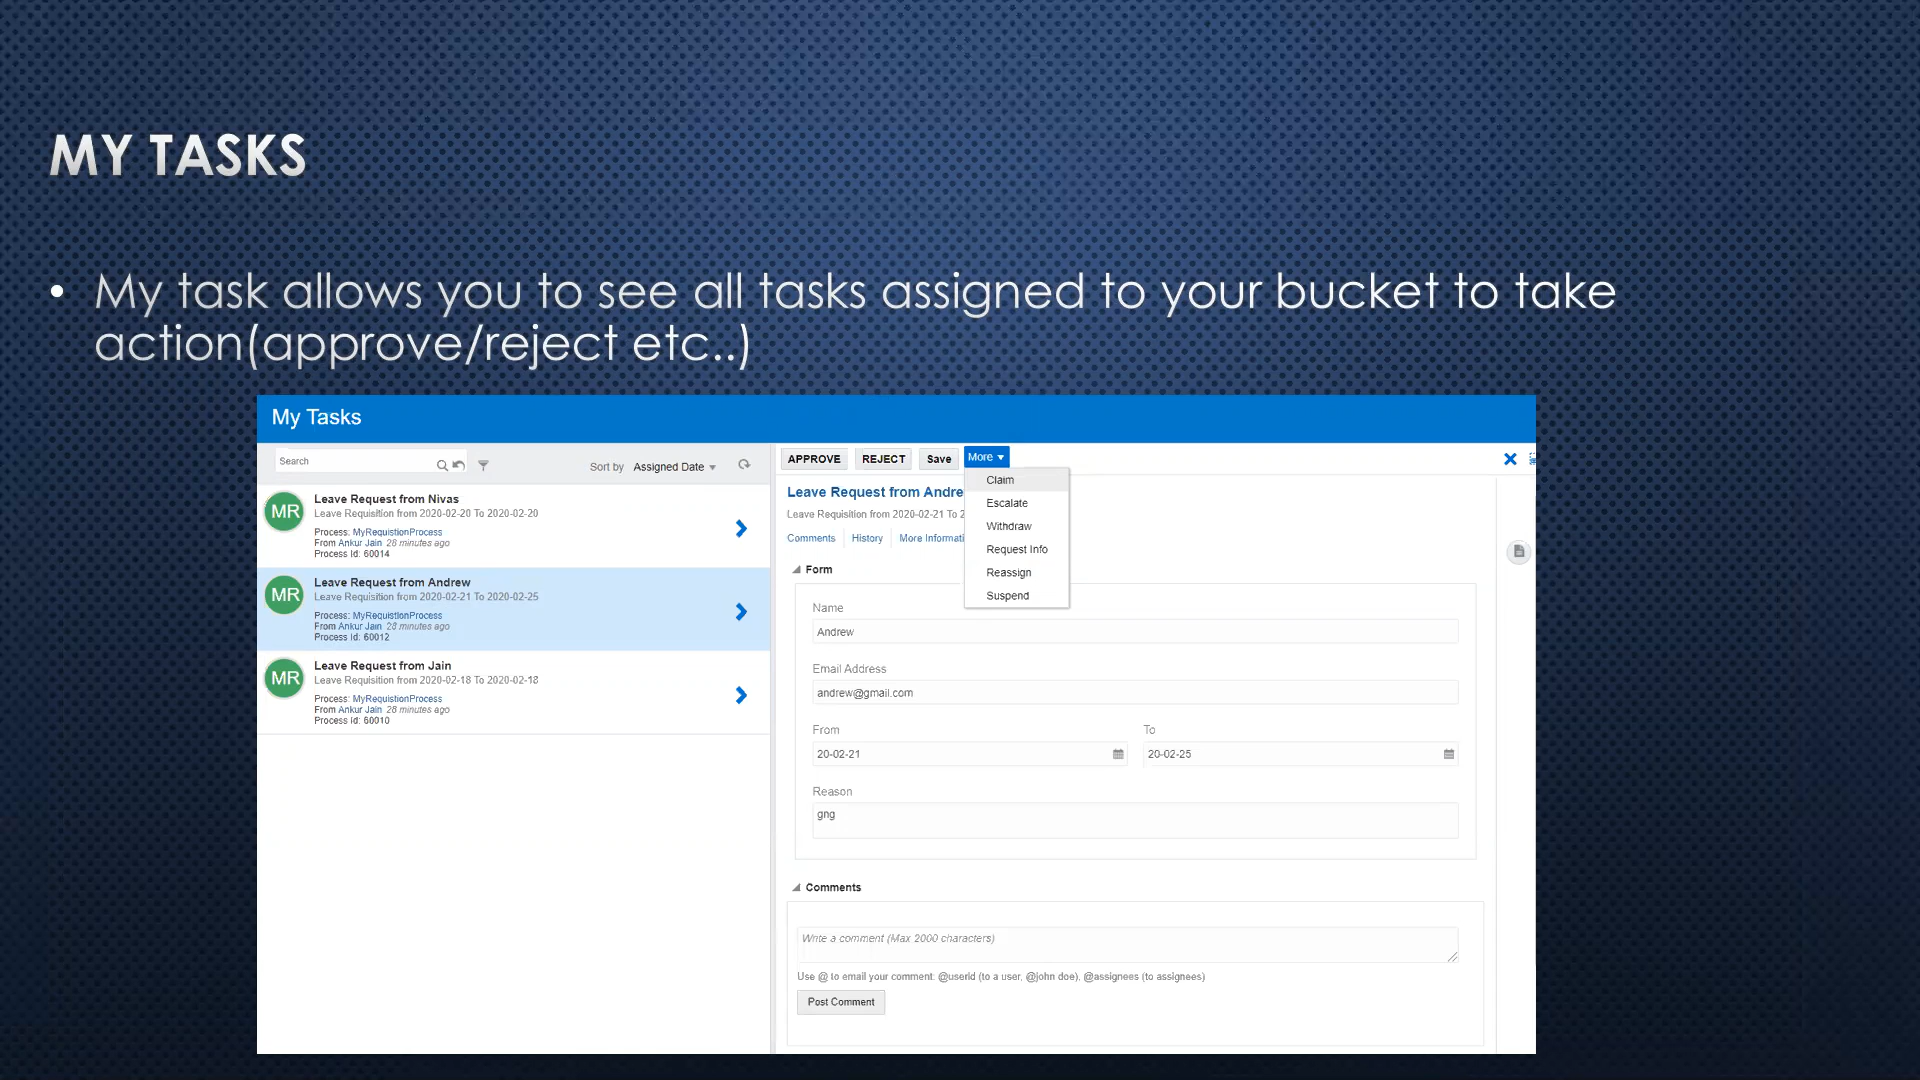 MY TASKS
• My task allows you to see all tasks assigned to your bucket to take
action(approve/reject etc..)
My Tasks
Search
Sort by Assigned Date
MR
Leave Request from Nivas
Leave Requisition from 2020-02-20 To 2020-02-20
Process: MyRequistionProcess
From Ankur Jain 28 minutes ago
Process Id: 60014
MR
Leave Request from Andrew
Leave Requisition from 2020-02-21 To 2020-02-25
Process: MyRequistionProcess
From Ankur Jain 28 minutes ago
Process Id: 60012
MR
Leave Request from Jain
Leave Requisition from 2020-02-18 To 2020-02-18
Process: MyRequistionProcess
From Ankur Jain 28 minutes ago
Process Id: 60010
APPROVE REJECT Save More
Claim
Escalate
Withdraw
Request Info
Reassign
Suspend
Leave Request from Andre
Leave Requisition from 2020-02-21 To 2
Comments History More Informati
Form
Name
Andrew
Email Address
andrew@gmail.com
From To
20-02-21 20-02-25
Reason
gng
Comments
Write a comment (Max 2000 characters)
Use @ to email your comment: @userid (to a user, @john doe), @assignees (to assignees)
Post Comment